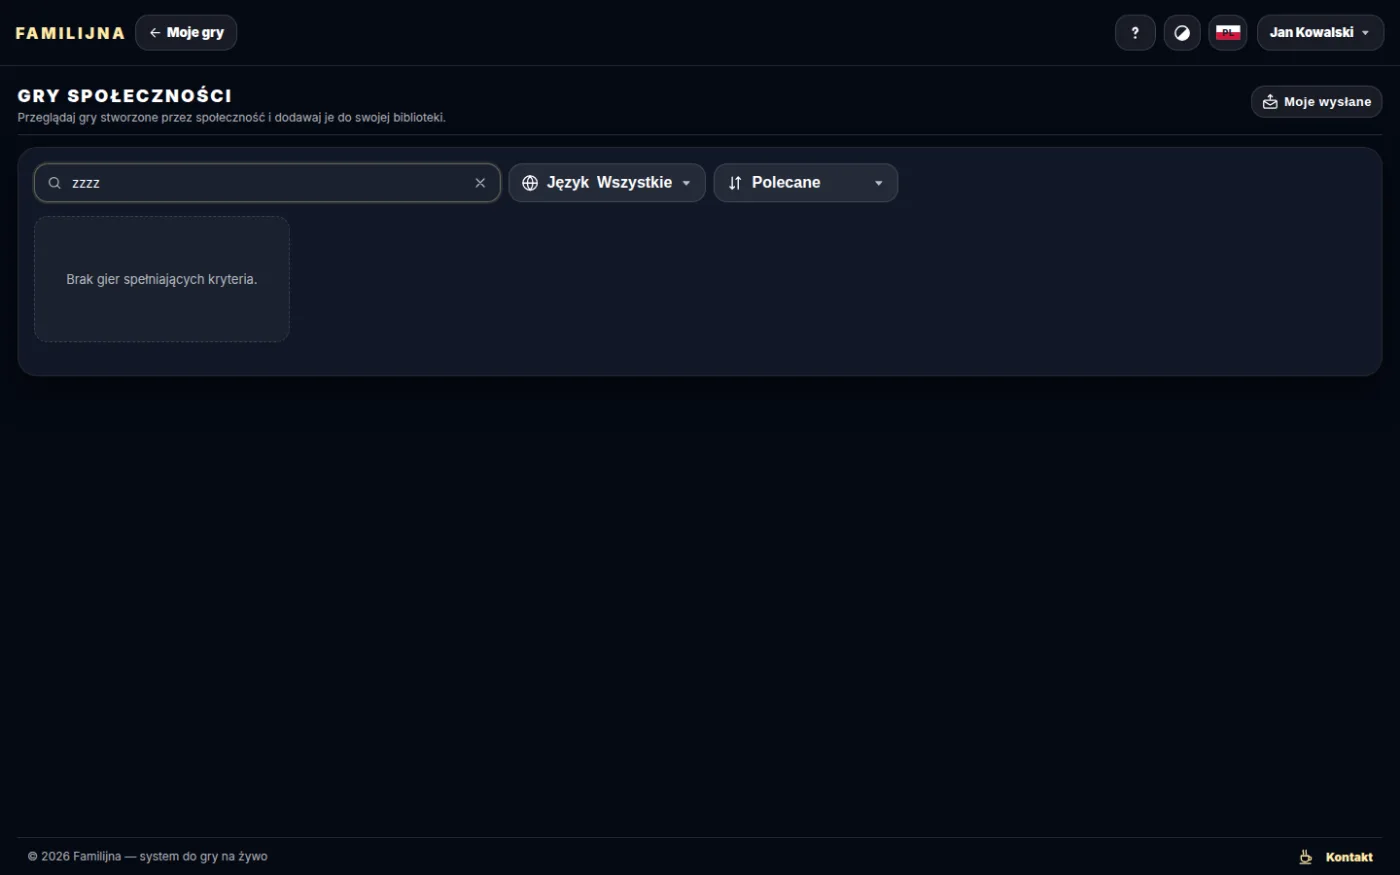 FAMILIJNA
← Moje gry
?
PL
Jan Kowalski
GRY SPOŁECZNOŚCI
Przeglądaj gry stworzone przez społeczność i dodawaj je do swojej biblioteki.
Moje wysłane
zzzz
Język Wszystkie
Polecane
Brak gier spełniających kryteria.
© 2026 Familijna — system do gry na żywo
Kontakt